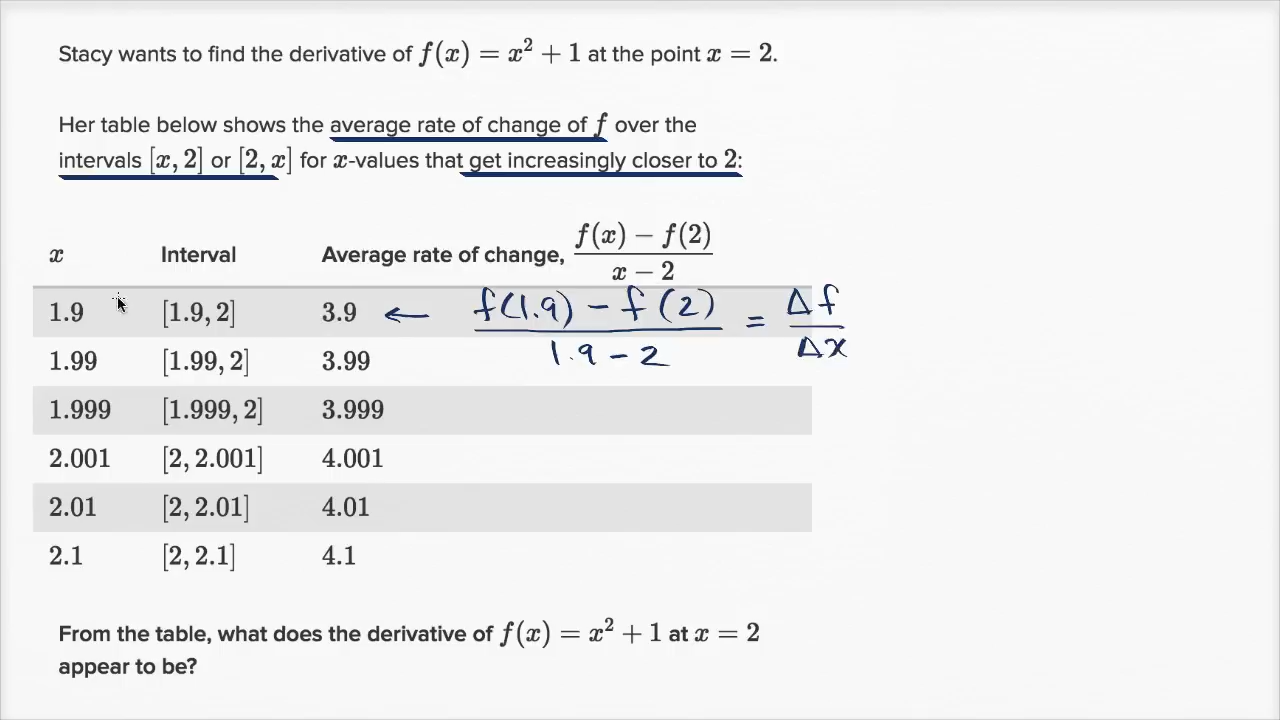 Stacy wants to find the derivative of f(x) = x² + 1 at the point x = 2.
Her table below shows the average rate of change of f over the
intervals [x, 2] or [2, x] for x-values that get increasingly closer to 2:
x Interval Average rate of change, f(x) − f(2) / x − 2
1.9 [1.9, 2] 3.9 ← f(1.9) − f(2) / 1.9 − 2 = Δf / Δx
1.99 [1.99, 2] 3.99
1.999 [1.999, 2] 3.999
2.001 [2, 2.001] 4.001
2.01 [2, 2.01] 4.01
2.1 [2, 2.1] 4.1
From the table, what does the derivative of f(x) = x² + 1 at x = 2
appear to be?